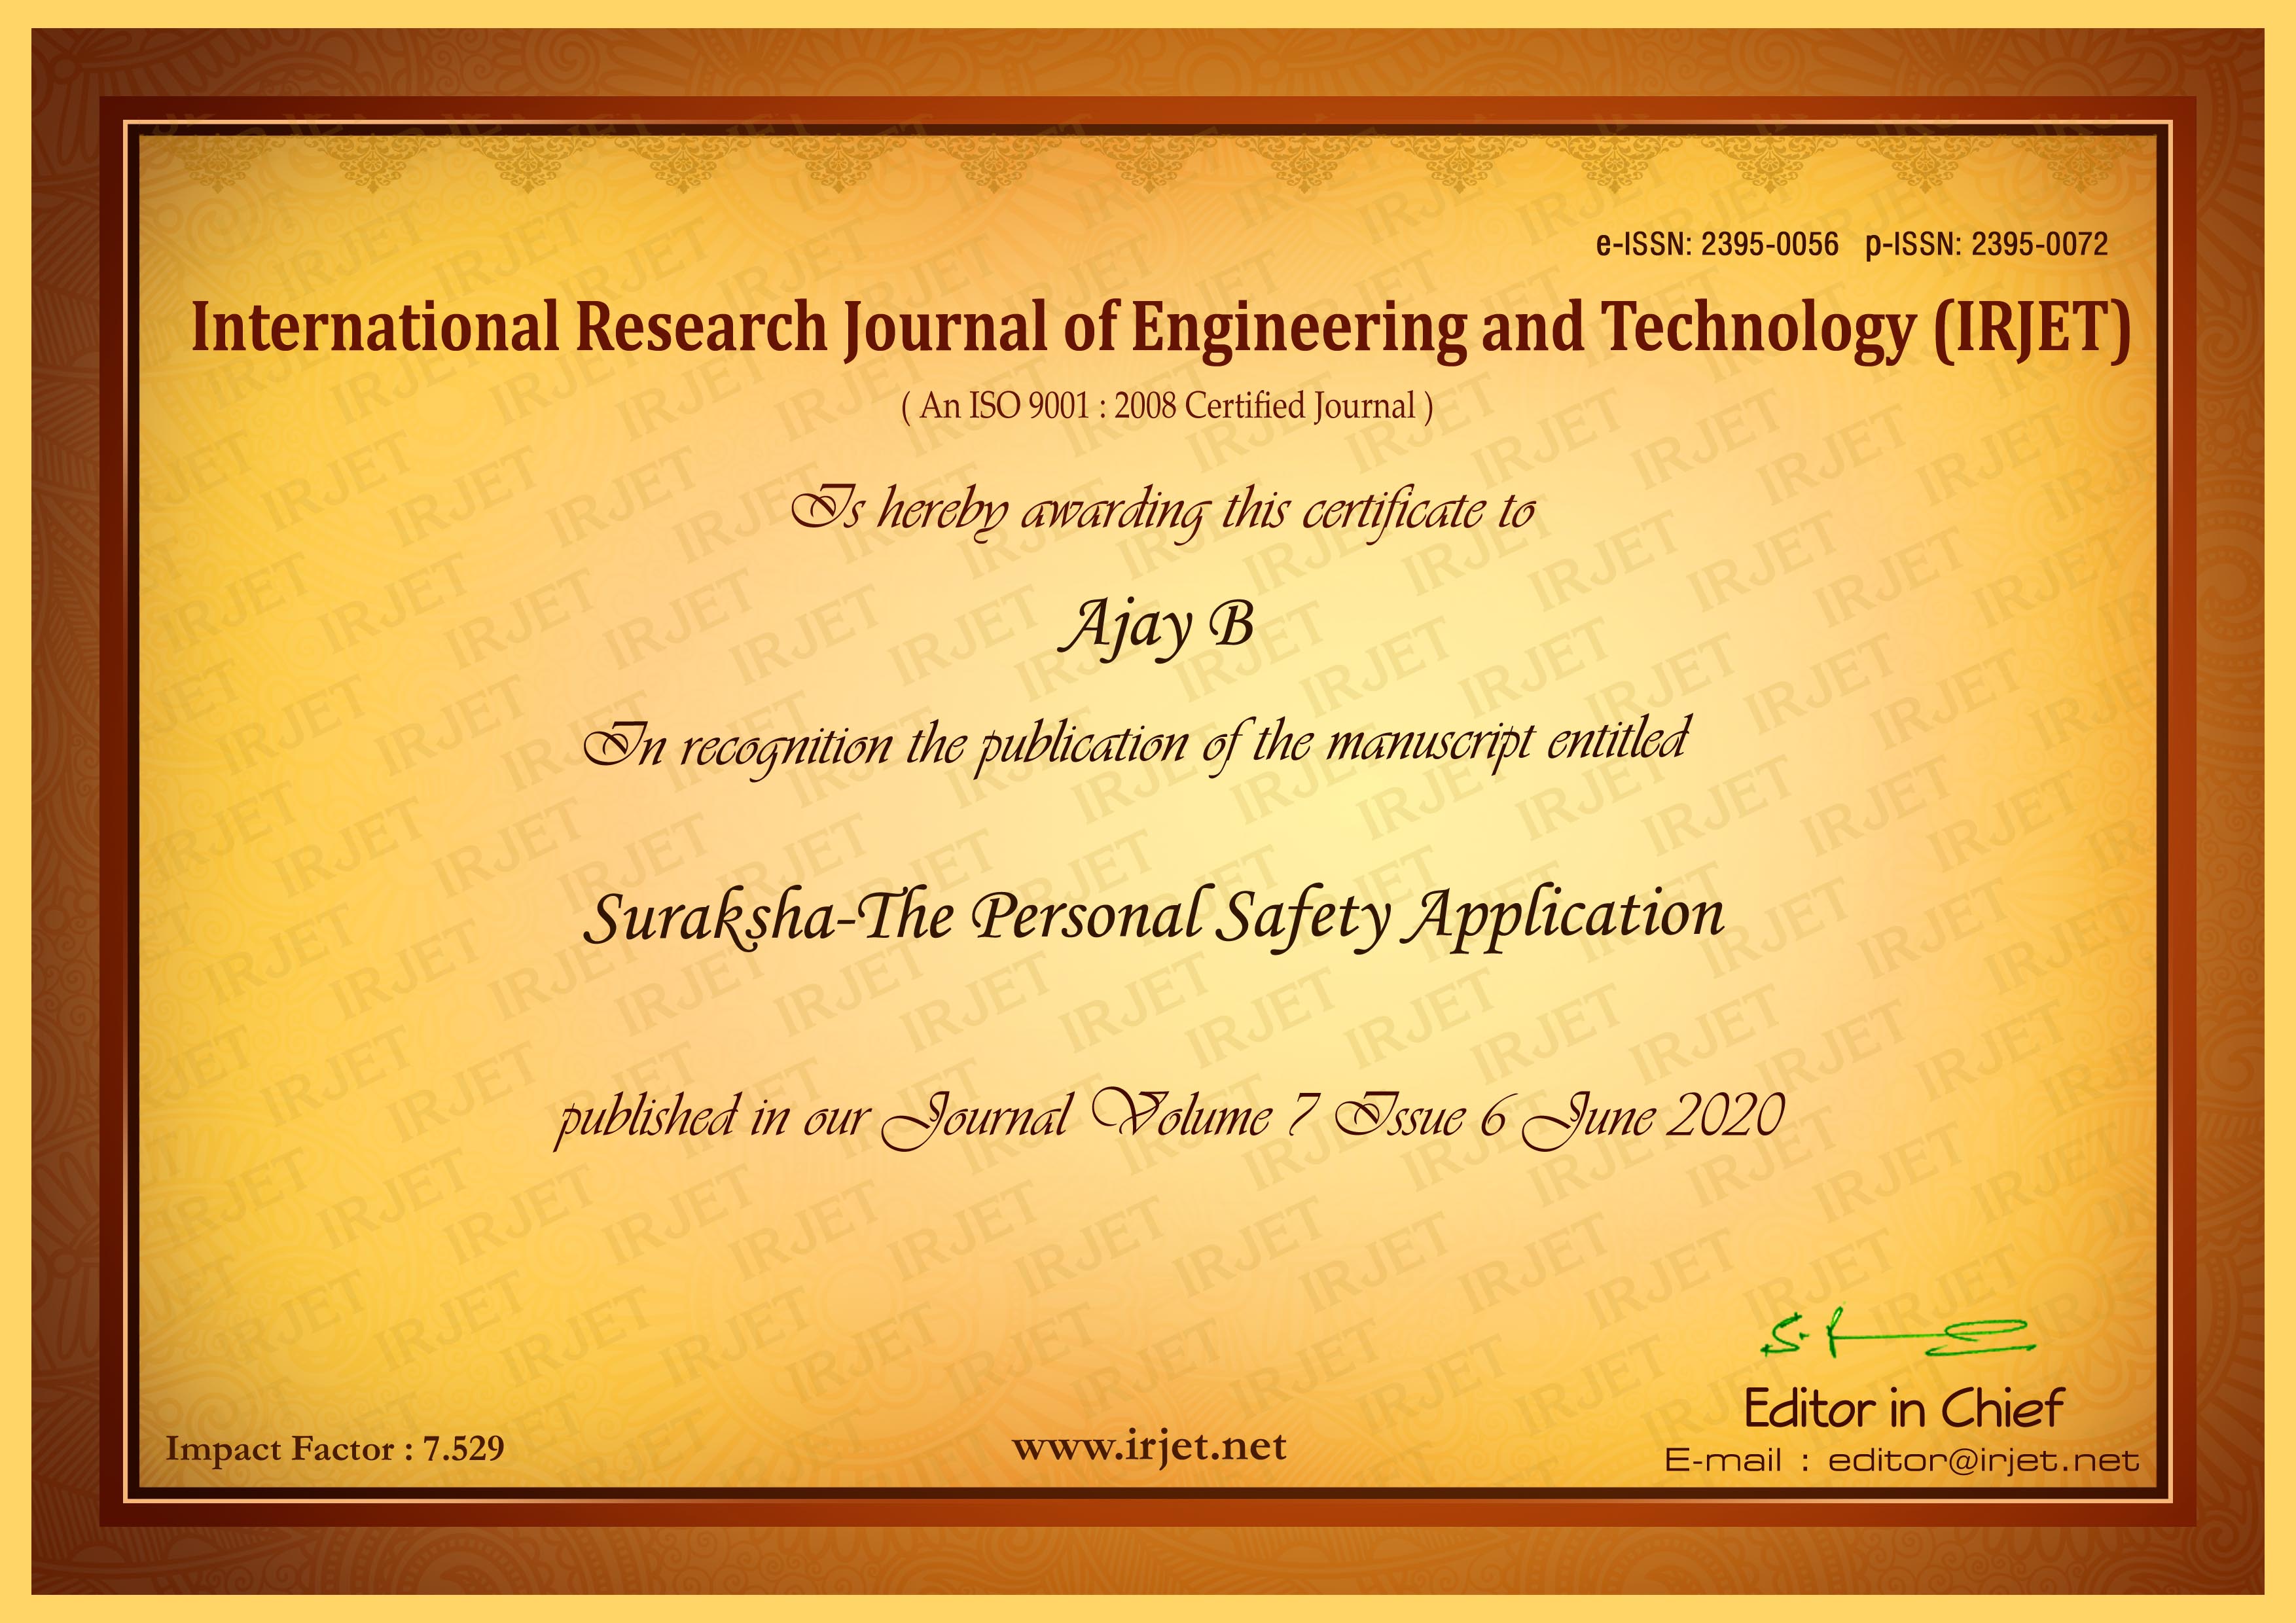 e-ISSN: 2395-0056 p-ISSN: 2395-0072
International Research Journal of Engineering and Technology (IRJET)
( An ISO 9001 : 2008 Certified Journal )
Is hereby awarding this certificate to
Ajay B
In recognition the publication of the manuscript entitled
Suraksha-The Personal Safety Application
published in our Journal Volume 7 Issue 6 June 2020
Editor in Chief
Impact Factor : 7.529
www.irjet.net
E-mail : editor@irjet.net